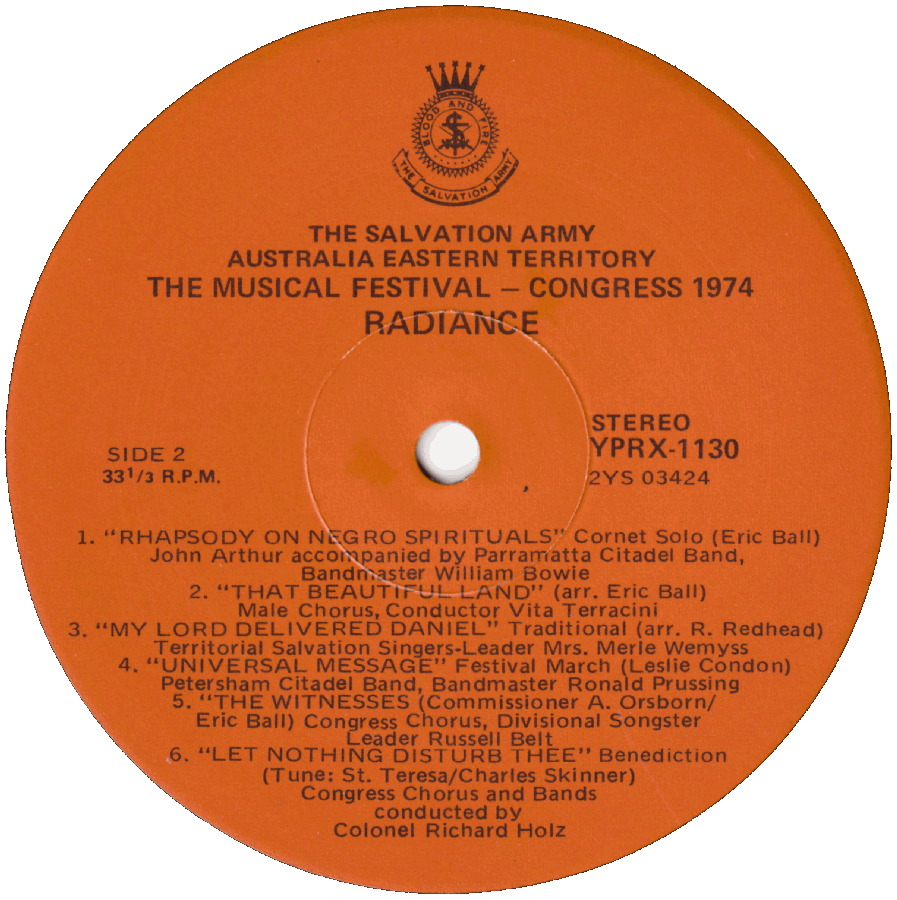 BLOOD AND FIRE
THE SALVATION ARMY
THE SALVATION ARMY
AUSTRALIA EASTERN TERRITORY
THE MUSICAL FESTIVAL – CONGRESS 1974
RADIANCE
STEREO
YPRX-1130
2YS 03424
SIDE 2
33 1/3 R.P.M.
1. “RHAPSODY ON NEGRO SPIRITUALS” Cornet Solo (Eric Ball)
John Arthur accompanied by Parramatta Citadel Band,
Bandmaster William Bowie
2. “THAT BEAUTIFUL LAND” (arr. Eric Ball)
Male Chorus, Conductor Vita Terracini
3. “MY LORD DELIVERED DANIEL” Traditional (arr. R. Redhead)
Territorial Salvation Singers-Leader Mrs. Merle Wemyss
4. “UNIVERSAL MESSAGE” Festival March (Leslie Condon)
Petersham Citadel Band, Bandmaster Ronald Prussing
5. “THE WITNESSES (Commissioner A. Orsborn/
Eric Ball) Congress Chorus, Divisional Songster
Leader Russell Belt
6. “LET NOTHING DISTURB THEE” Benediction
(Tune: St. Teresa/Charles Skinner)
Congress Chorus and Bands
conducted by
Colonel Richard Holz